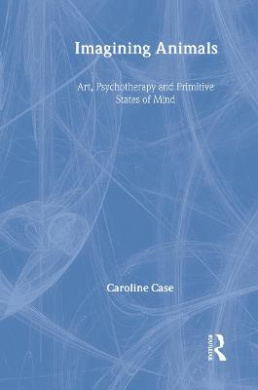 Imagining Animals
Art, Psychotherapy and Primitive
States of Mind
Caroline Case
R
ROUTLEDGE